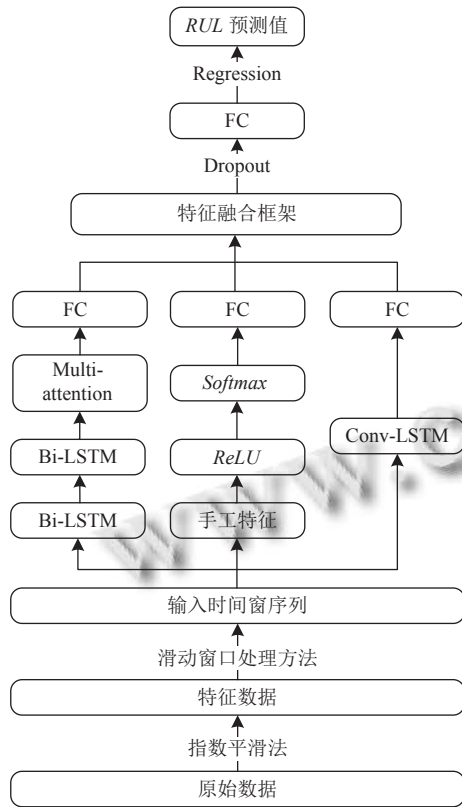 RUL 预测值
Regression
FC
Dropout
特征融合框架
FC
FC
FC
Multi-
attention
Softmax
Bi-LSTM
ReLU
Conv-LSTM
Bi-LSTM
手工特征
输入时间窗序列
滑动窗口处理方法
特征数据
指数平滑法
原始数据
www.c